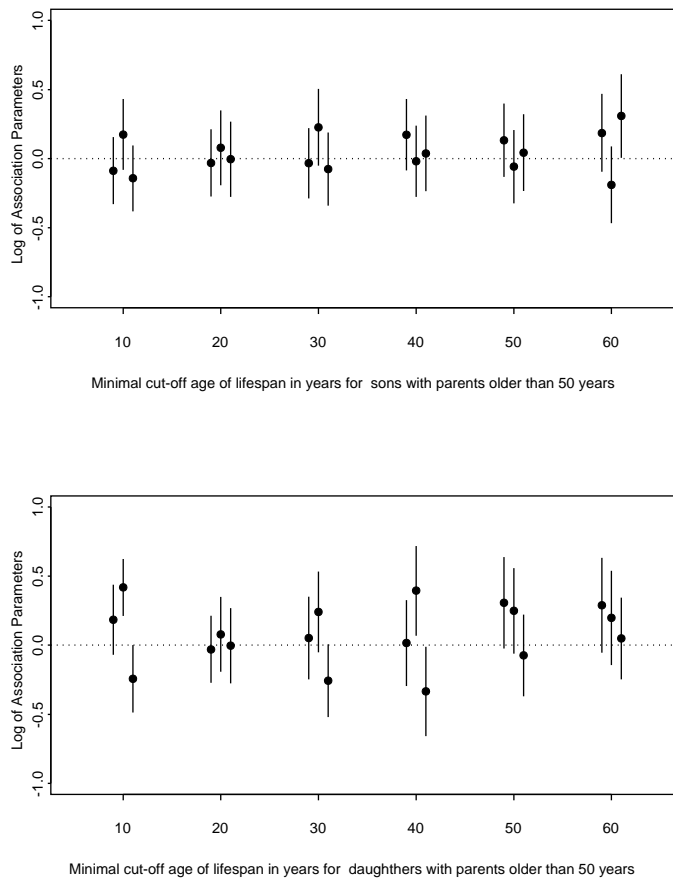 Log of Association Parameters
1.0
0.5
0.0
-0.5
-1.0
10 20 30 40 50 60
Minimal cut-off age of lifespan in years for sons with parents older than 50 years
Log of Association Parameters
1.0
0.5
0.0
-0.5
-1.0
10 20 30 40 50 60
Minimal cut-off age of lifespan in years for daughthers with parents older than 50 years